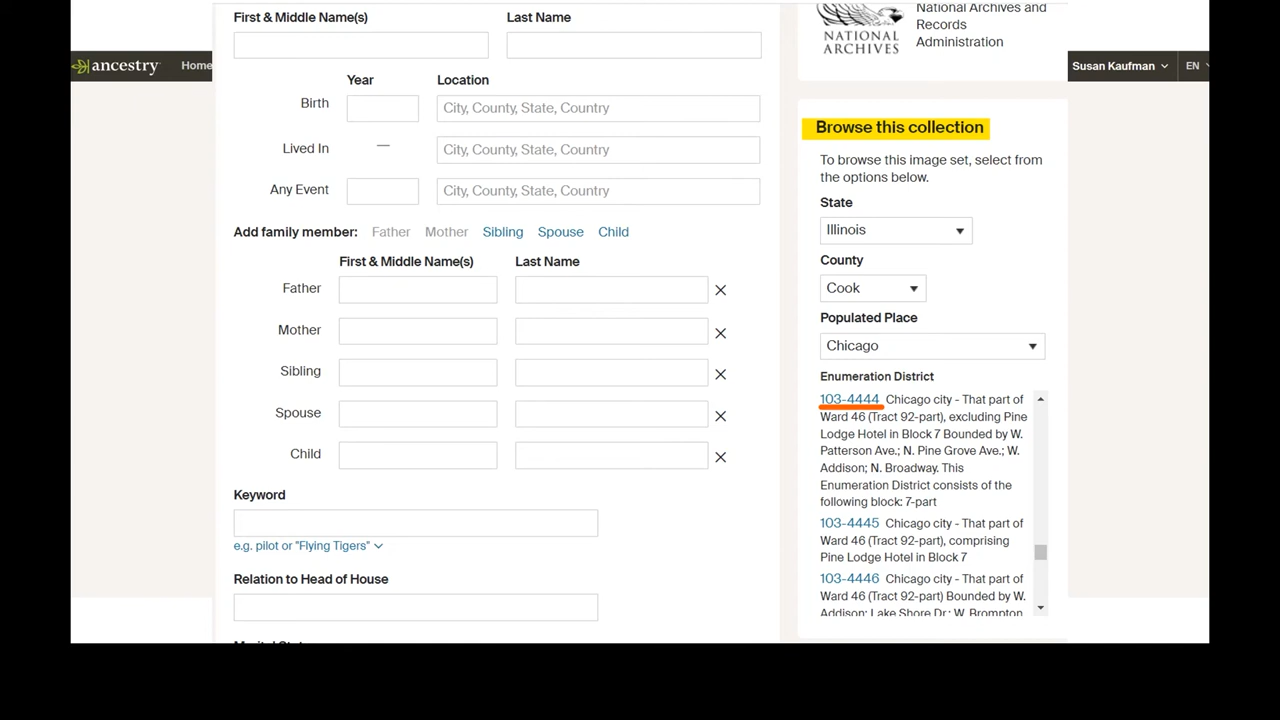 First & Middle Name(s)
Last Name
Year
Location
Birth
City, County, State, Country
Lived In
—
City, County, State, Country
Any Event
City, County, State, Country
Add family member: Father Mother Sibling Spouse Child
First & Middle Name(s)
Last Name
Father
Mother
Sibling
Spouse
Child
Keyword
e.g. pilot or "Flying Tigers"
Relation to Head of House
ancestry
Home
NATIONAL
ARCHIVES
National Archives and
Records
Administration
Susan Kaufman
EN
Browse this collection
To browse this image set, select from
the options below.
State
Illinois
County
Cook
Populated Place
Chicago
Enumeration District
103-4444 Chicago city - That part of
Ward 46 (Tract 92-part), excluding Pine
Lodge Hotel in Block 7 Bounded by W.
Patterson Ave.; N. Pine Grove Ave.; W.
Addison; N. Broadway. This
Enumeration District consists of the
following block: 7-part
103-4445 Chicago city - That part of
Ward 46 (Tract 92-part), comprising
Pine Lodge Hotel in Block 7
103-4446 Chicago city - That part of
Ward 46 (Tract 92-part) Bounded by W.
Addison; Lake Shore Dr.; W. Brompton